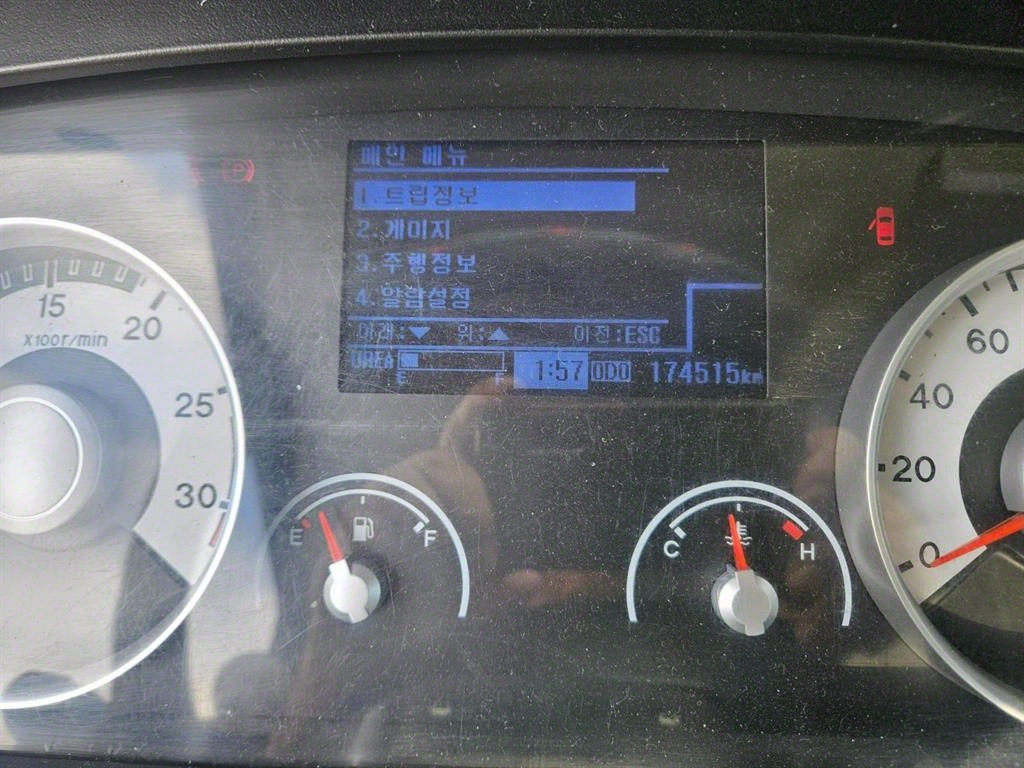 메인 메뉴
1.트립정보
2.게이지
3.주행정보
4.알람설정
아래:▼ 위:▲ 이전:ESC
UREA E F 1:57 ODO 174515km
P
15 20 25 30
X100r/min
E F
C H
60
40
20
0